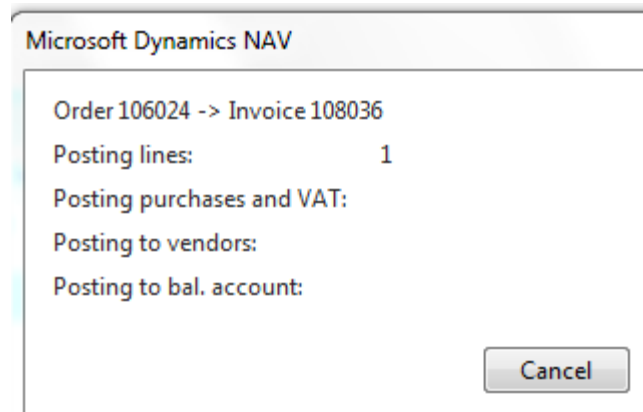 Microsoft Dynamics NAV
Order 106024 -> Invoice 108036
Posting lines: 1
Posting purchases and VAT:
Posting to vendors:
Posting to bal. account:
Cancel